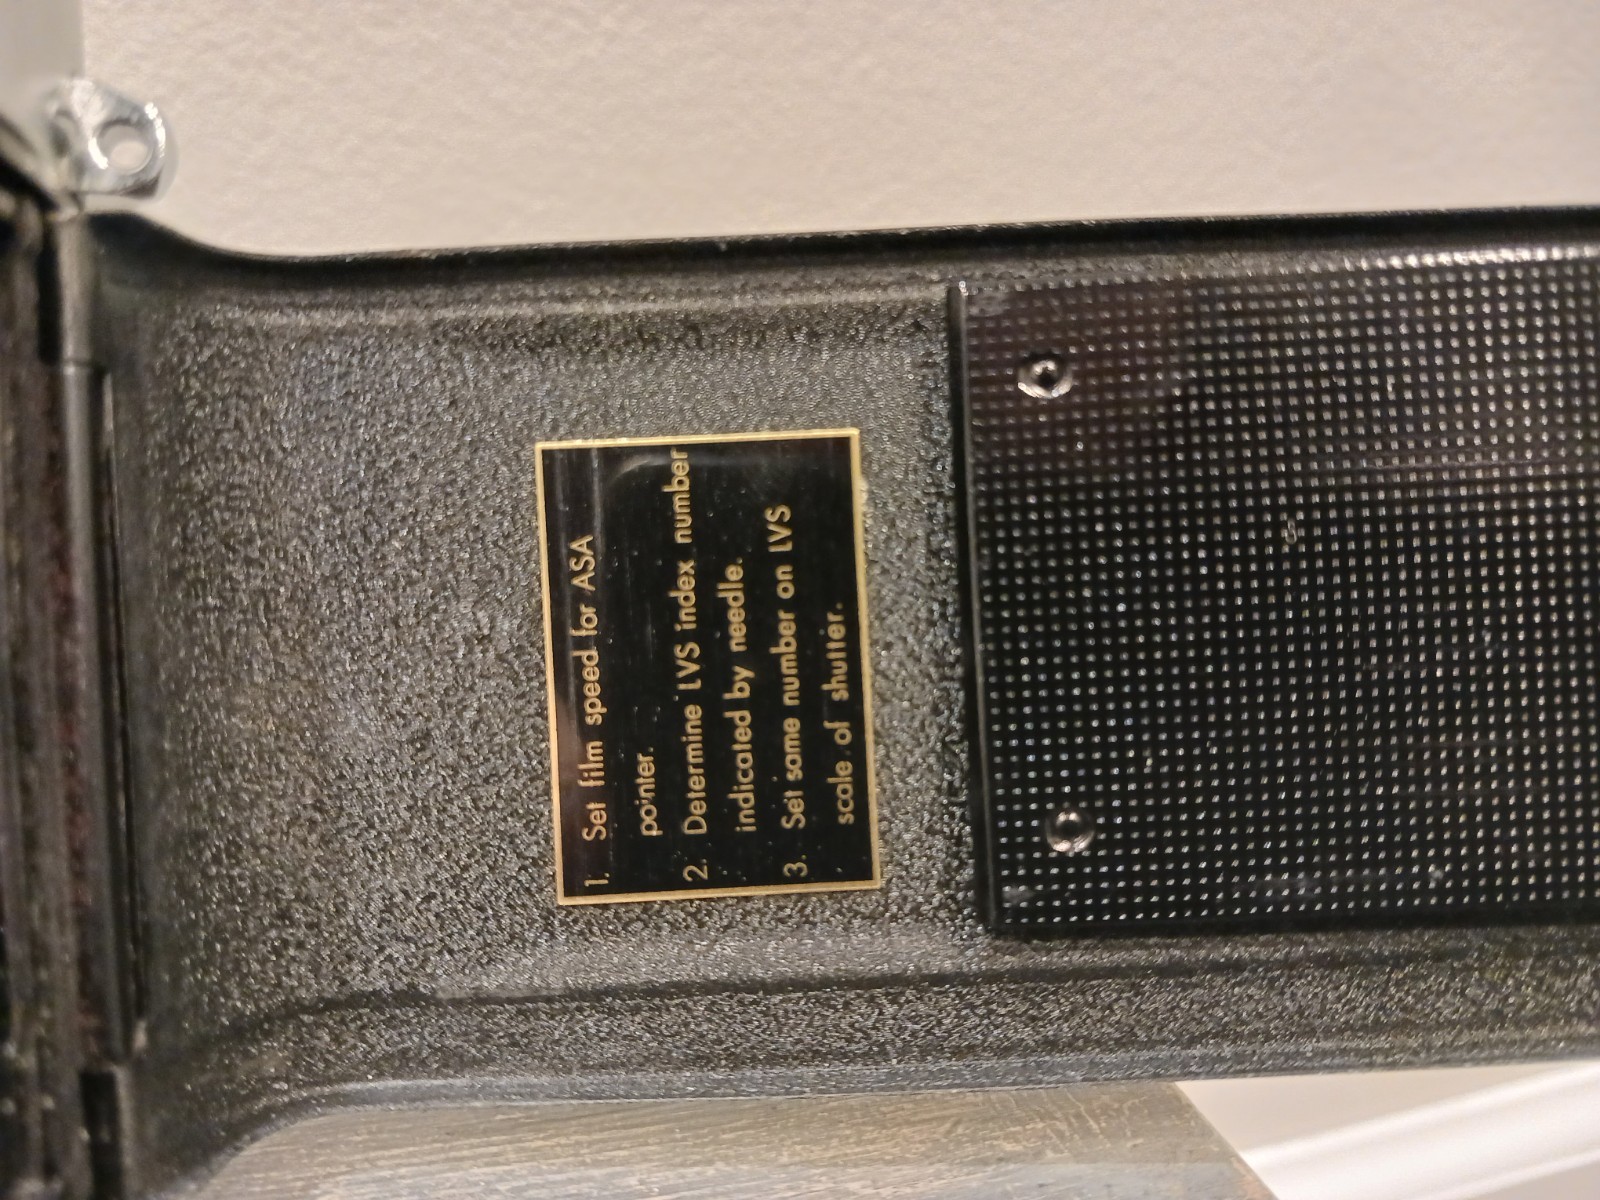 1. Set film speed for ASA
pointer.
2. Determine LVS index number
indicated by needle.
3. Set same number on LVS
scale of shutter.